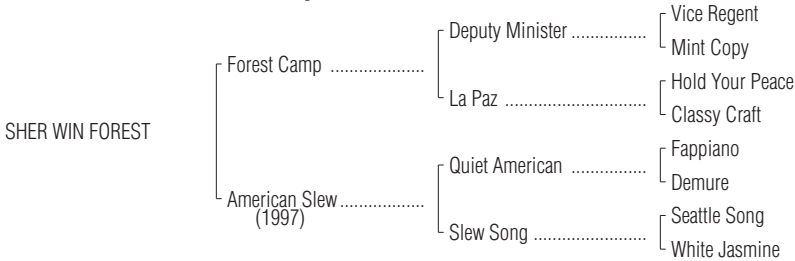 Vice Regent
Deputy Minister ................
Mint Copy
Forest Camp ....................
Hold Your Peace
La Paz ..............................
Classy Craft
SHER WIN FOREST
Fappiano
Quiet American ................
Demure
American Slew..................
(1997)
Seattle Song
Slew Song ........................
White Jasmine